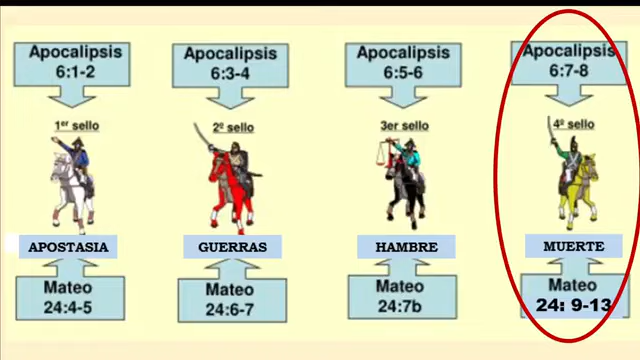 Apocalipsis
6:1-2
Apocalipsis
6:3-4
Apocalipsis
6:5-6
Apocalipsis
6:7-8
1er sello
2º sello
3er sello
4º sello
APOSTASIA
GUERRAS
HAMBRE
MUERTE
Mateo
24:4-5
Mateo
24:6-7
Mateo
24:7b
Mateo
24: 9-13